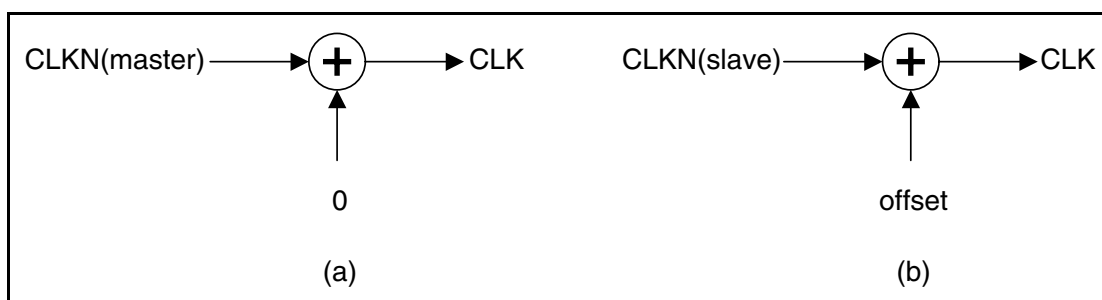 CLKN(master) + CLK
0
(a)
CLKN(slave) + CLK
offset
(b)